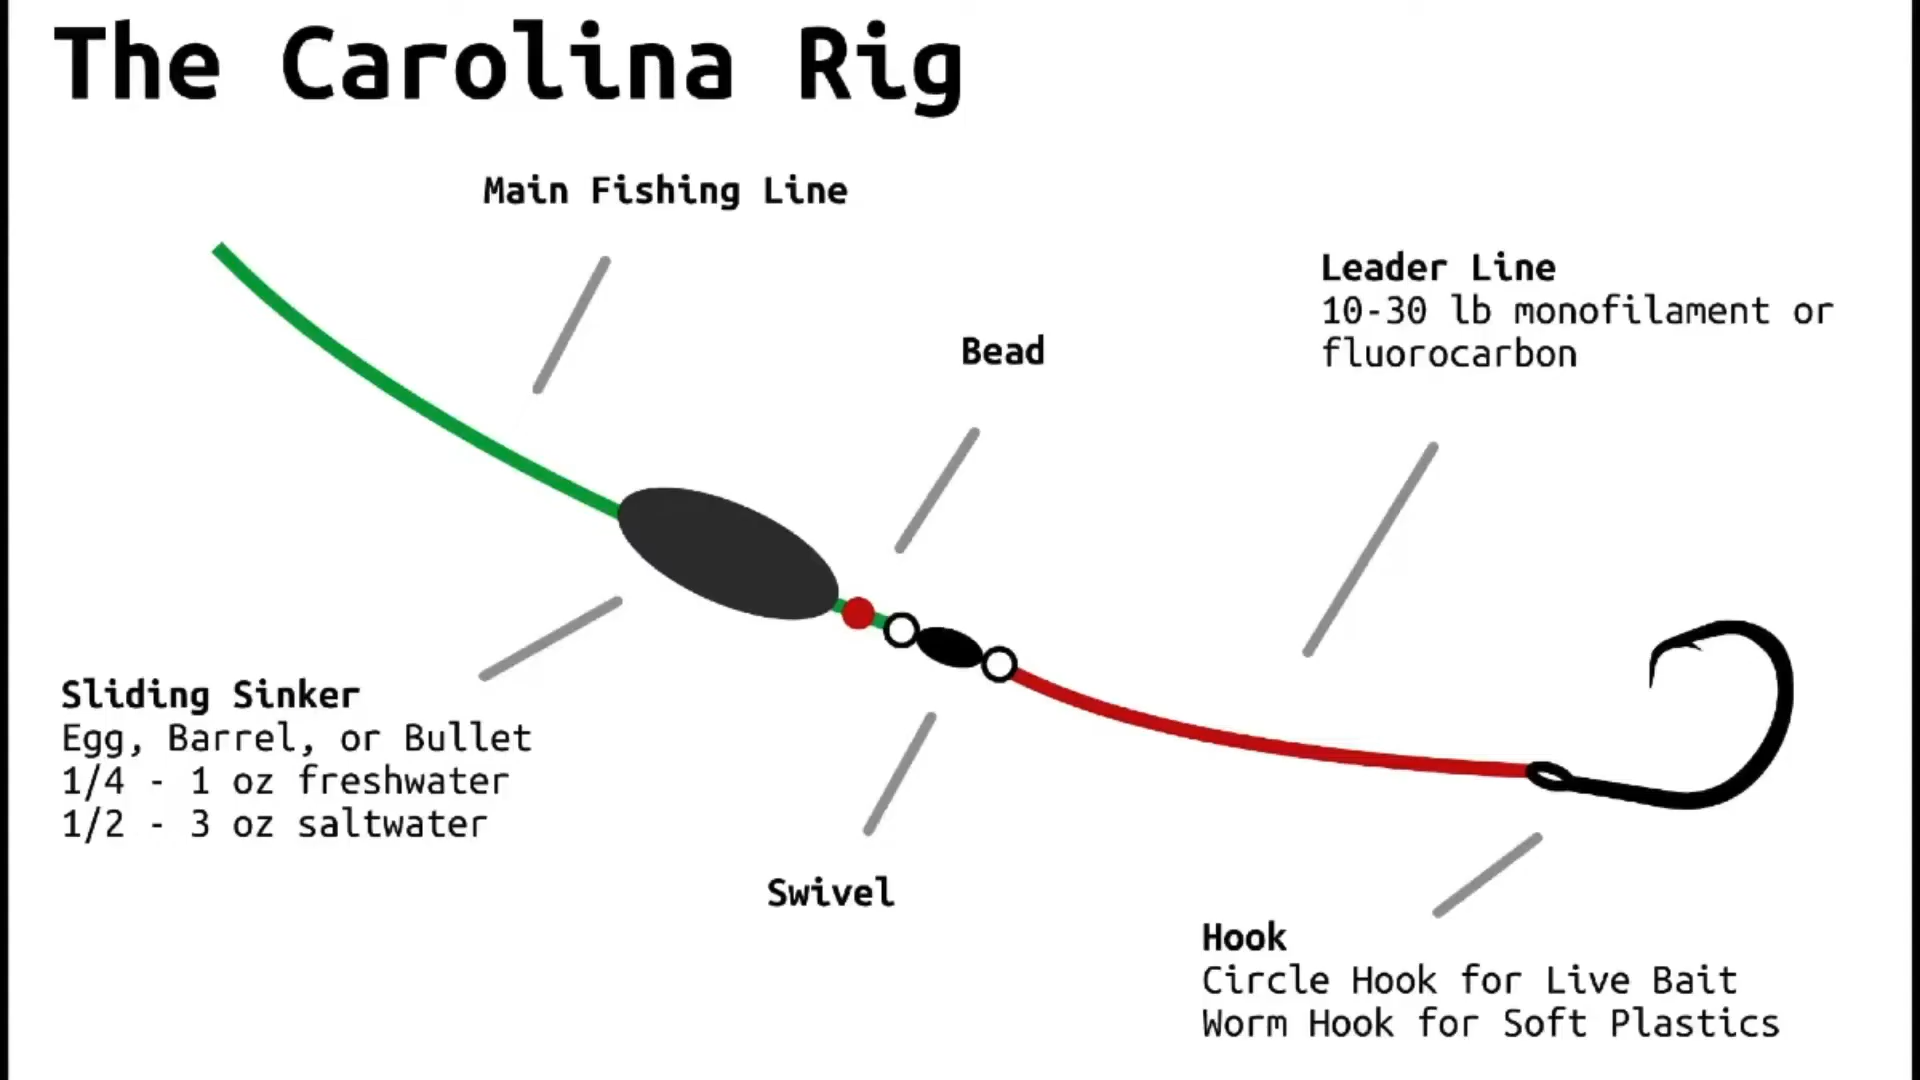 The Carolina Rig
Main Fishing Line
Leader Line
10-30 lb monofilament or
fluorocarbon
Bead
Sliding Sinker
Egg, Barrel, or Bullet
1/4 - 1 oz freshwater
1/2 - 3 oz saltwater
Swivel
Hook
Circle Hook for Live Bait
Worm Hook for Soft Plastics